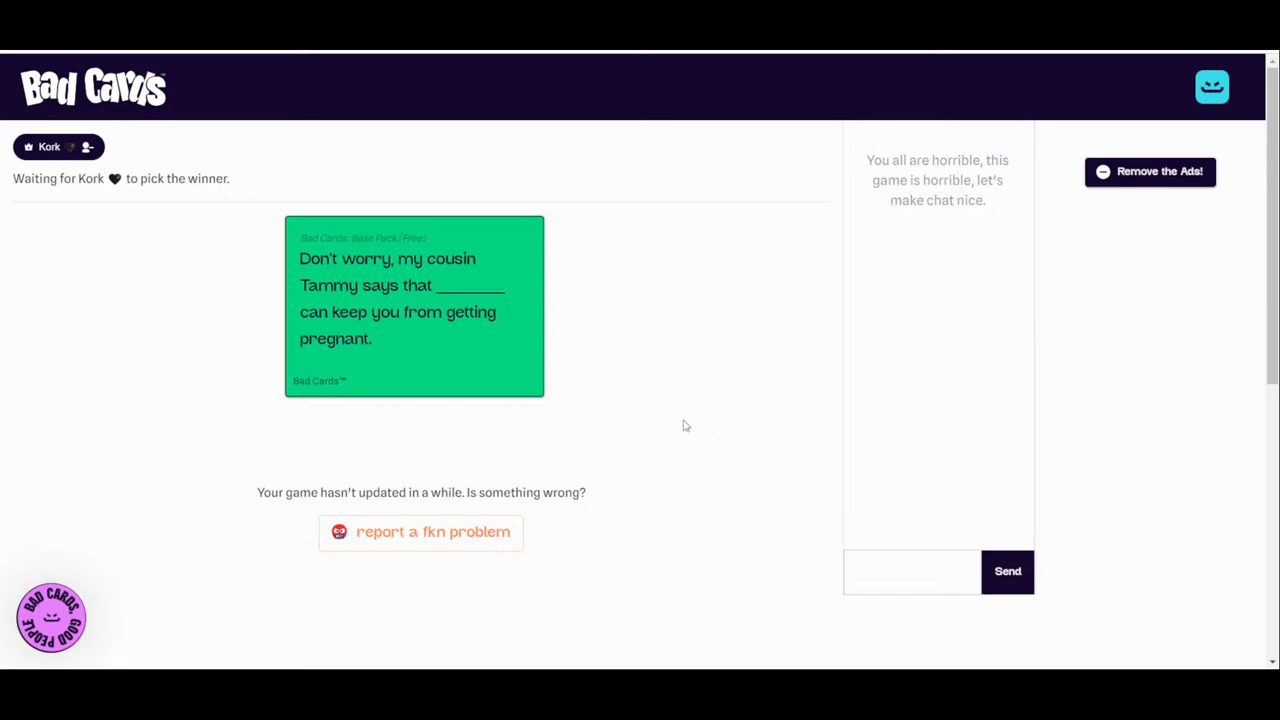 Bad Cards™
Kork
Waiting for Kork 🖤 to pick the winner.
Bad Cards: Base Pack (Free)
Don't worry, my cousin
Tammy says that ________
can keep you from getting
pregnant.
Bad Cards™
Your game hasn't updated in a while. Is something wrong?
report a fkn problem
You all are horrible, this
game is horrible, let's
make chat nice.
Send
Remove the Ads!
BAD CARDS,
GOOD PEOPLE